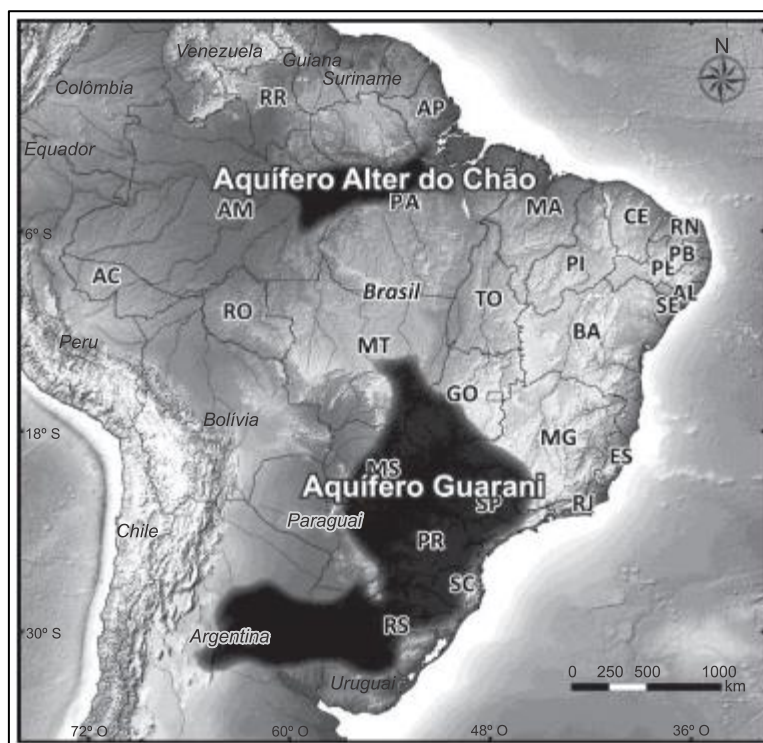 Venezuela
N
Guiana
Suriname
Colômbia
RR
AP
Equador
Aquífero Alter do Chão
AM
PA
MA
CE
RN
6º S
PB
PI
PE
AC
Brasil
AL
TO
SE
RO
BA
Peru
MT
GO
Bolívia
18º S
MG
ES
MS
Aquífero Guarani
SP
RJ
Paraguai
Chile
PR
SC
RS
30º S
Argentina
0 250 500 1000
km
Uruguai
72º O
60º O
48º O
36º O